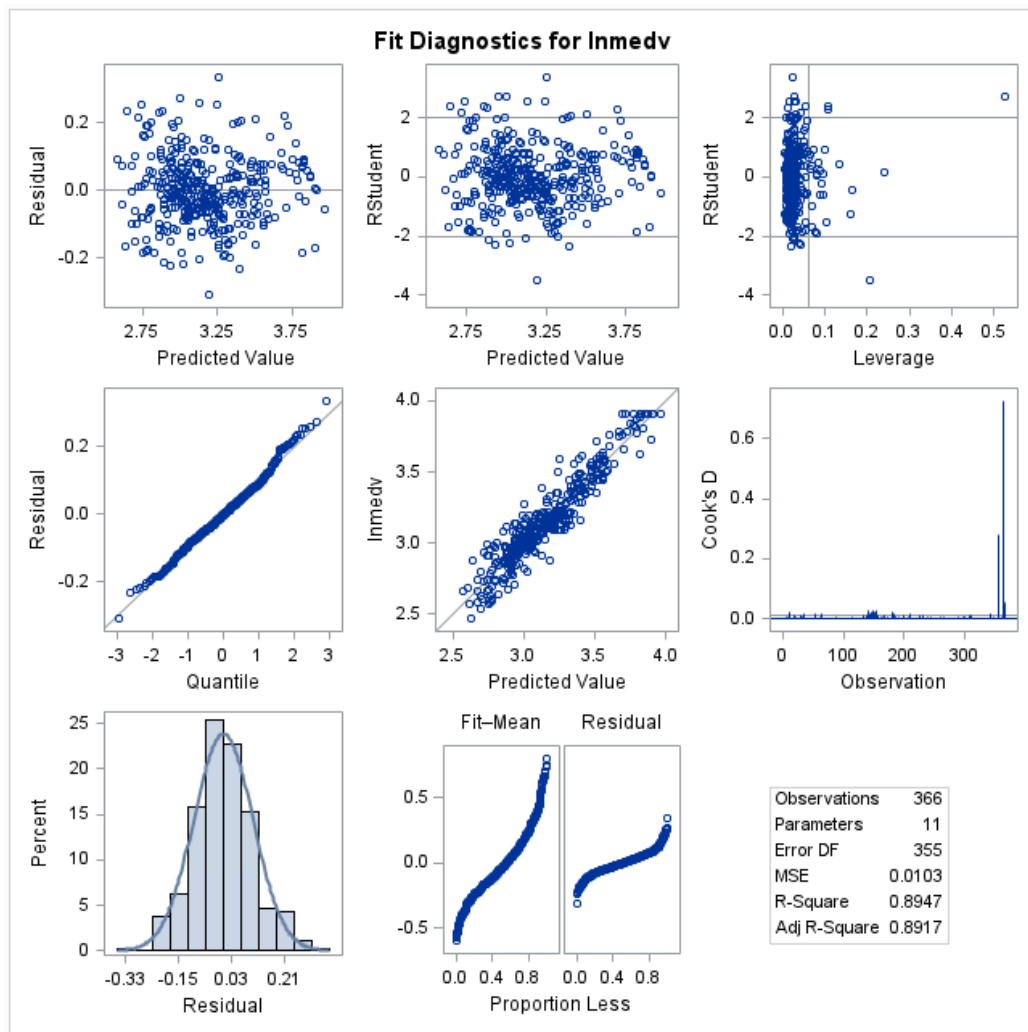 Fit Diagnostics for lnmedv
Residual
0.2
0.0
-0.2
2.75 3.25 3.75
Predicted Value
RStudent
4
2
0
-2
-4
2.75 3.25 3.75
Predicted Value
RStudent
4
2
0
-2
-4
0.0 0.1 0.2 0.3 0.4 0.5
Leverage
Residual
0.2
0.0
-0.2
-3 -2 -1 0 1 2 3
Quantile
lnmedv
4.0
3.5
3.0
2.5
2.5 3.0 3.5 4.0
Predicted Value
Cook's D
0.6
0.4
0.2
0.0
0 100 200 300
Observation
Percent
25
20
15
10
5
0
-0.33 -0.15 0.03 0.21
Residual
Fit–Mean Residual
0.5
0.0
-0.5
0.0 0.4 0.8 0.0 0.4 0.8
Proportion Less
Observations 366
Parameters 11
Error DF 355
MSE 0.0103
R-Square 0.8947
Adj R-Square 0.8917